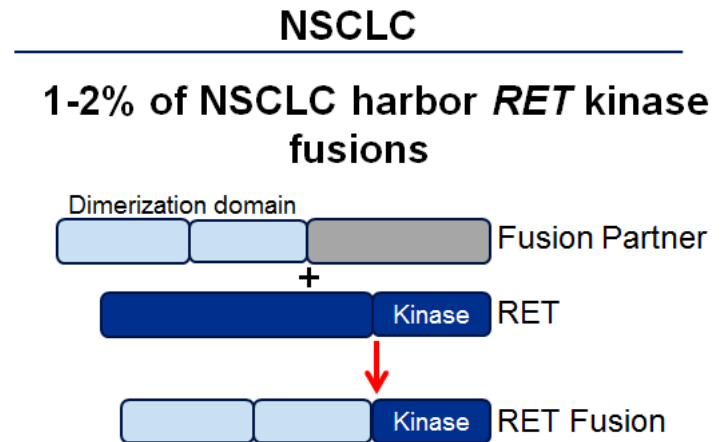 NSCLC
1-2% of NSCLC harbor RET kinase
fusions
Dimerization domain
Fusion Partner
+
Kinase RET
Kinase RET Fusion